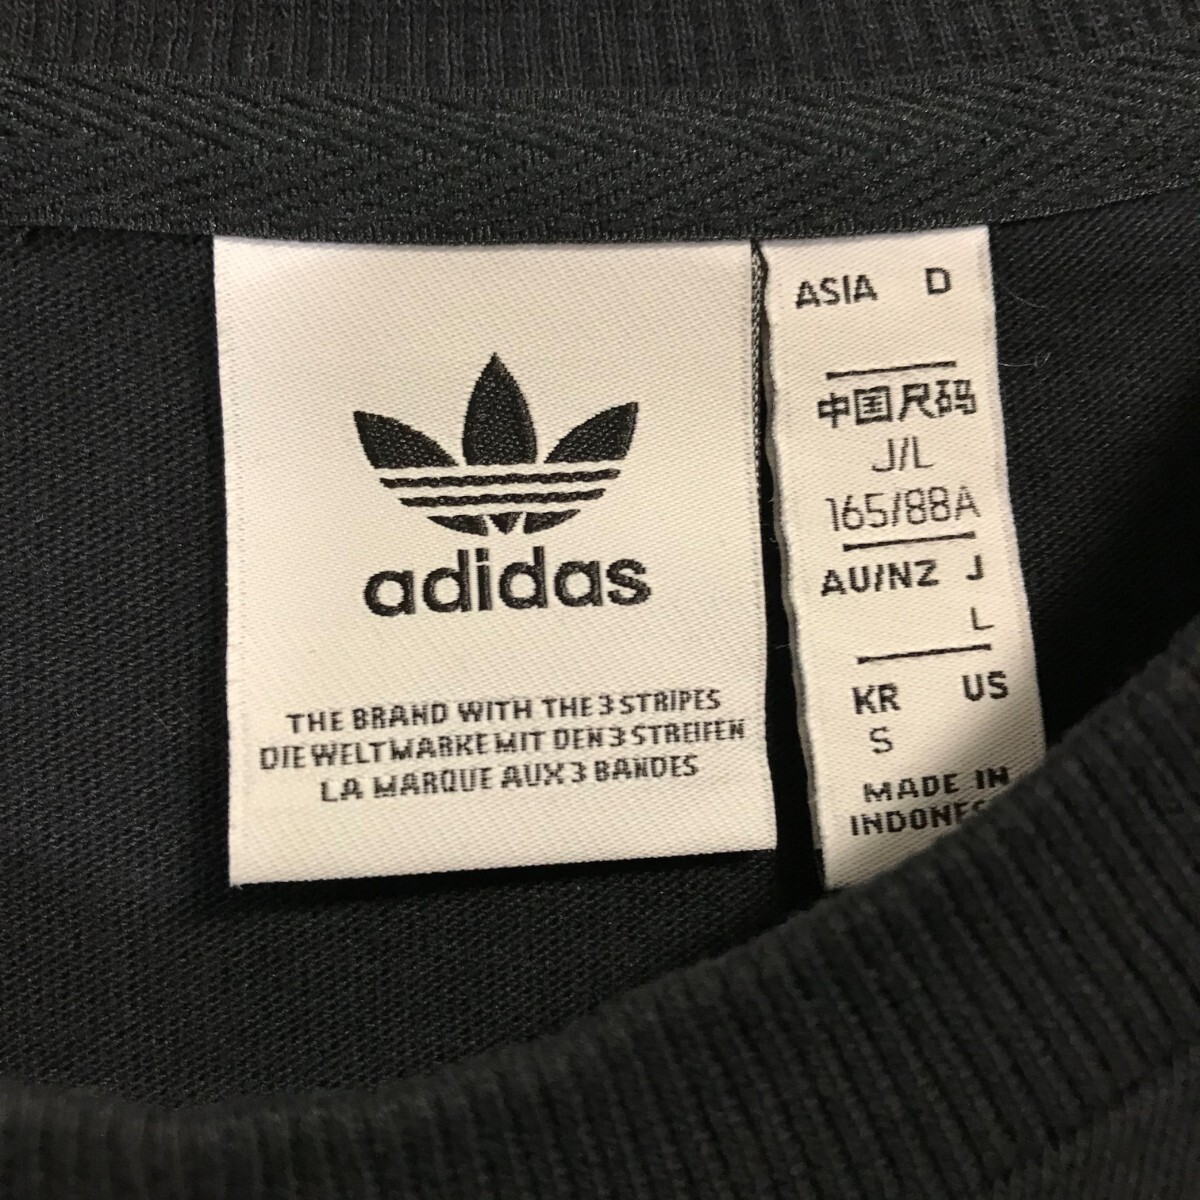 adidas
THE BRAND WITH THE 3 STRIPES
DIE WELTMARKE MIT DEN 3 STREIFEN
LA MARQUE AUX 3 BANDES
ASIA D
中国尺码
J/L
165/88A
AU/NZ J
L
KR US
S
MADE IN